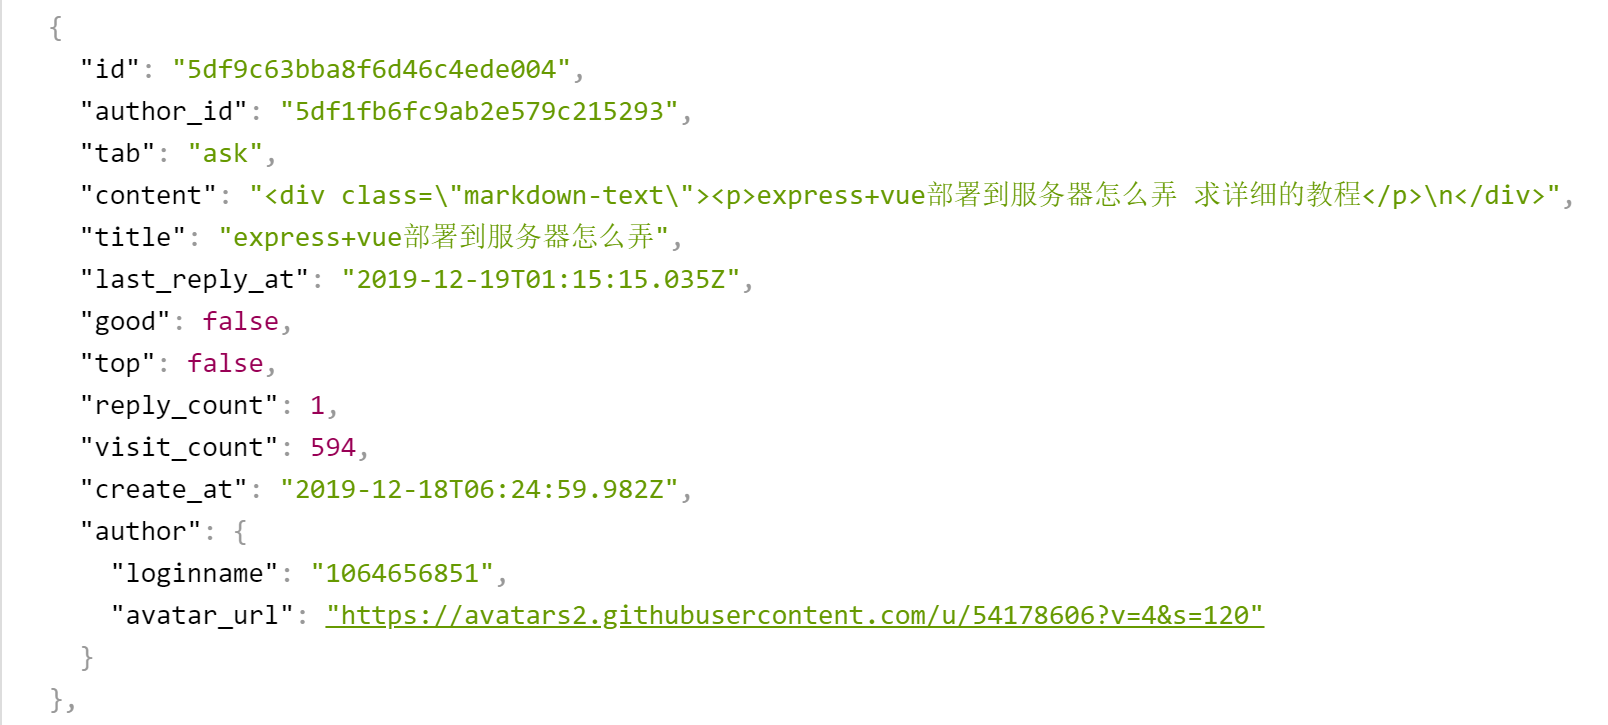 {
"id": "5df9c63bba8f6d46c4ede004",
"author_id": "5df1fb6fc9ab2e579c215293",
"tab": "ask",
"content": "<div class=\"markdown-text\"><p>express+vue部署到服务器怎么弄 求详细的教程</p>\n</div>",
"title": "express+vue部署到服务器怎么弄",
"last_reply_at": "2019-12-19T01:15:15.035Z",
"good": false,
"top": false,
"reply_count": 1,
"visit_count": 594,
"create_at": "2019-12-18T06:24:59.982Z",
"author": {
"loginname": "1064656851",
"avatar_url": "https://avatars2.githubusercontent.com/u/54178606?v=4&s=120"
}
},